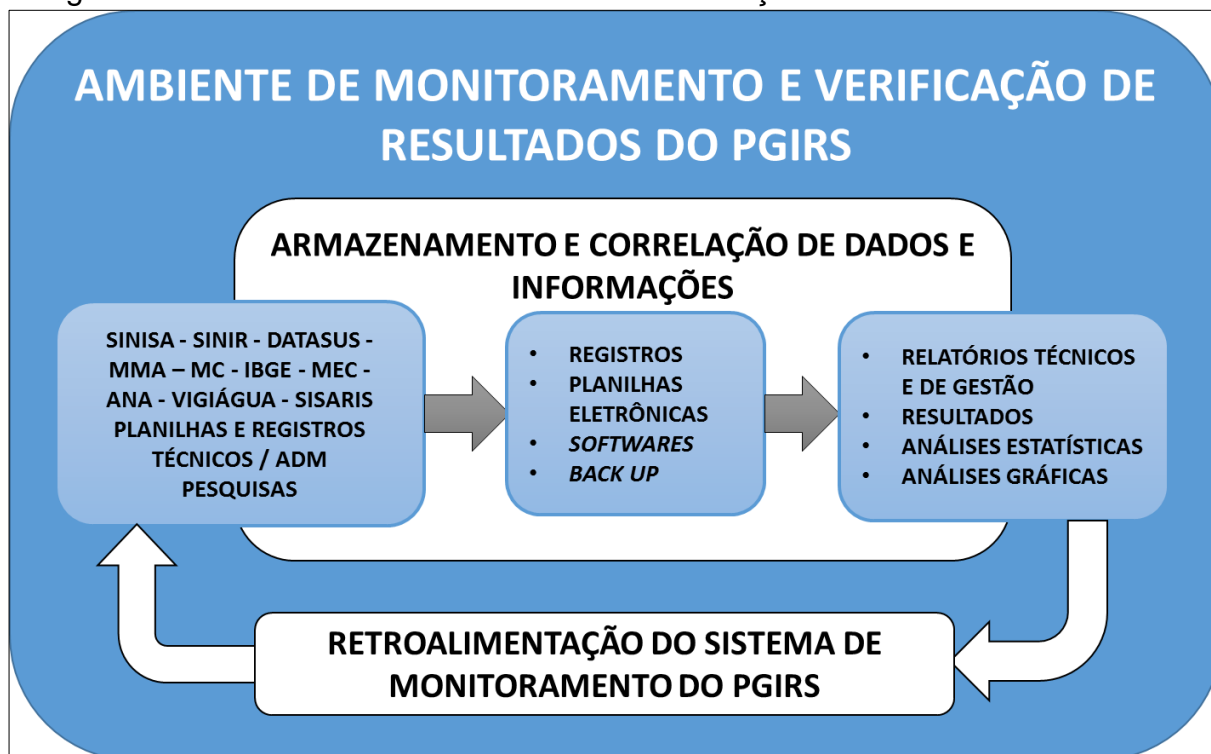 AMBIENTE DE MONITORAMENTO E VERIFICAÇÃO DE
RESULTADOS DO PGIRS
ARMAZENAMENTO E CORRELAÇÃO DE DADOS E
INFORMAÇÕES
SINISA - SINIR - DATASUS -
MMA – MC - IBGE - MEC -
ANA - VIGIÁGUA - SISARIS
PLANILHAS E REGISTROS
TÉCNICOS / ADM
PESQUISAS
• REGISTROS
• PLANILHAS
ELETRÔNICAS
• SOFTWARES
• BACK UP
• RELATÓRIOS TÉCNICOS
E DE GESTÃO
• RESULTADOS
• ANÁLISES ESTATÍSTICAS
• ANÁLISES GRÁFICAS
RETROALIMENTAÇÃO DO SISTEMA DE
MONITORAMENTO DO PGIRS